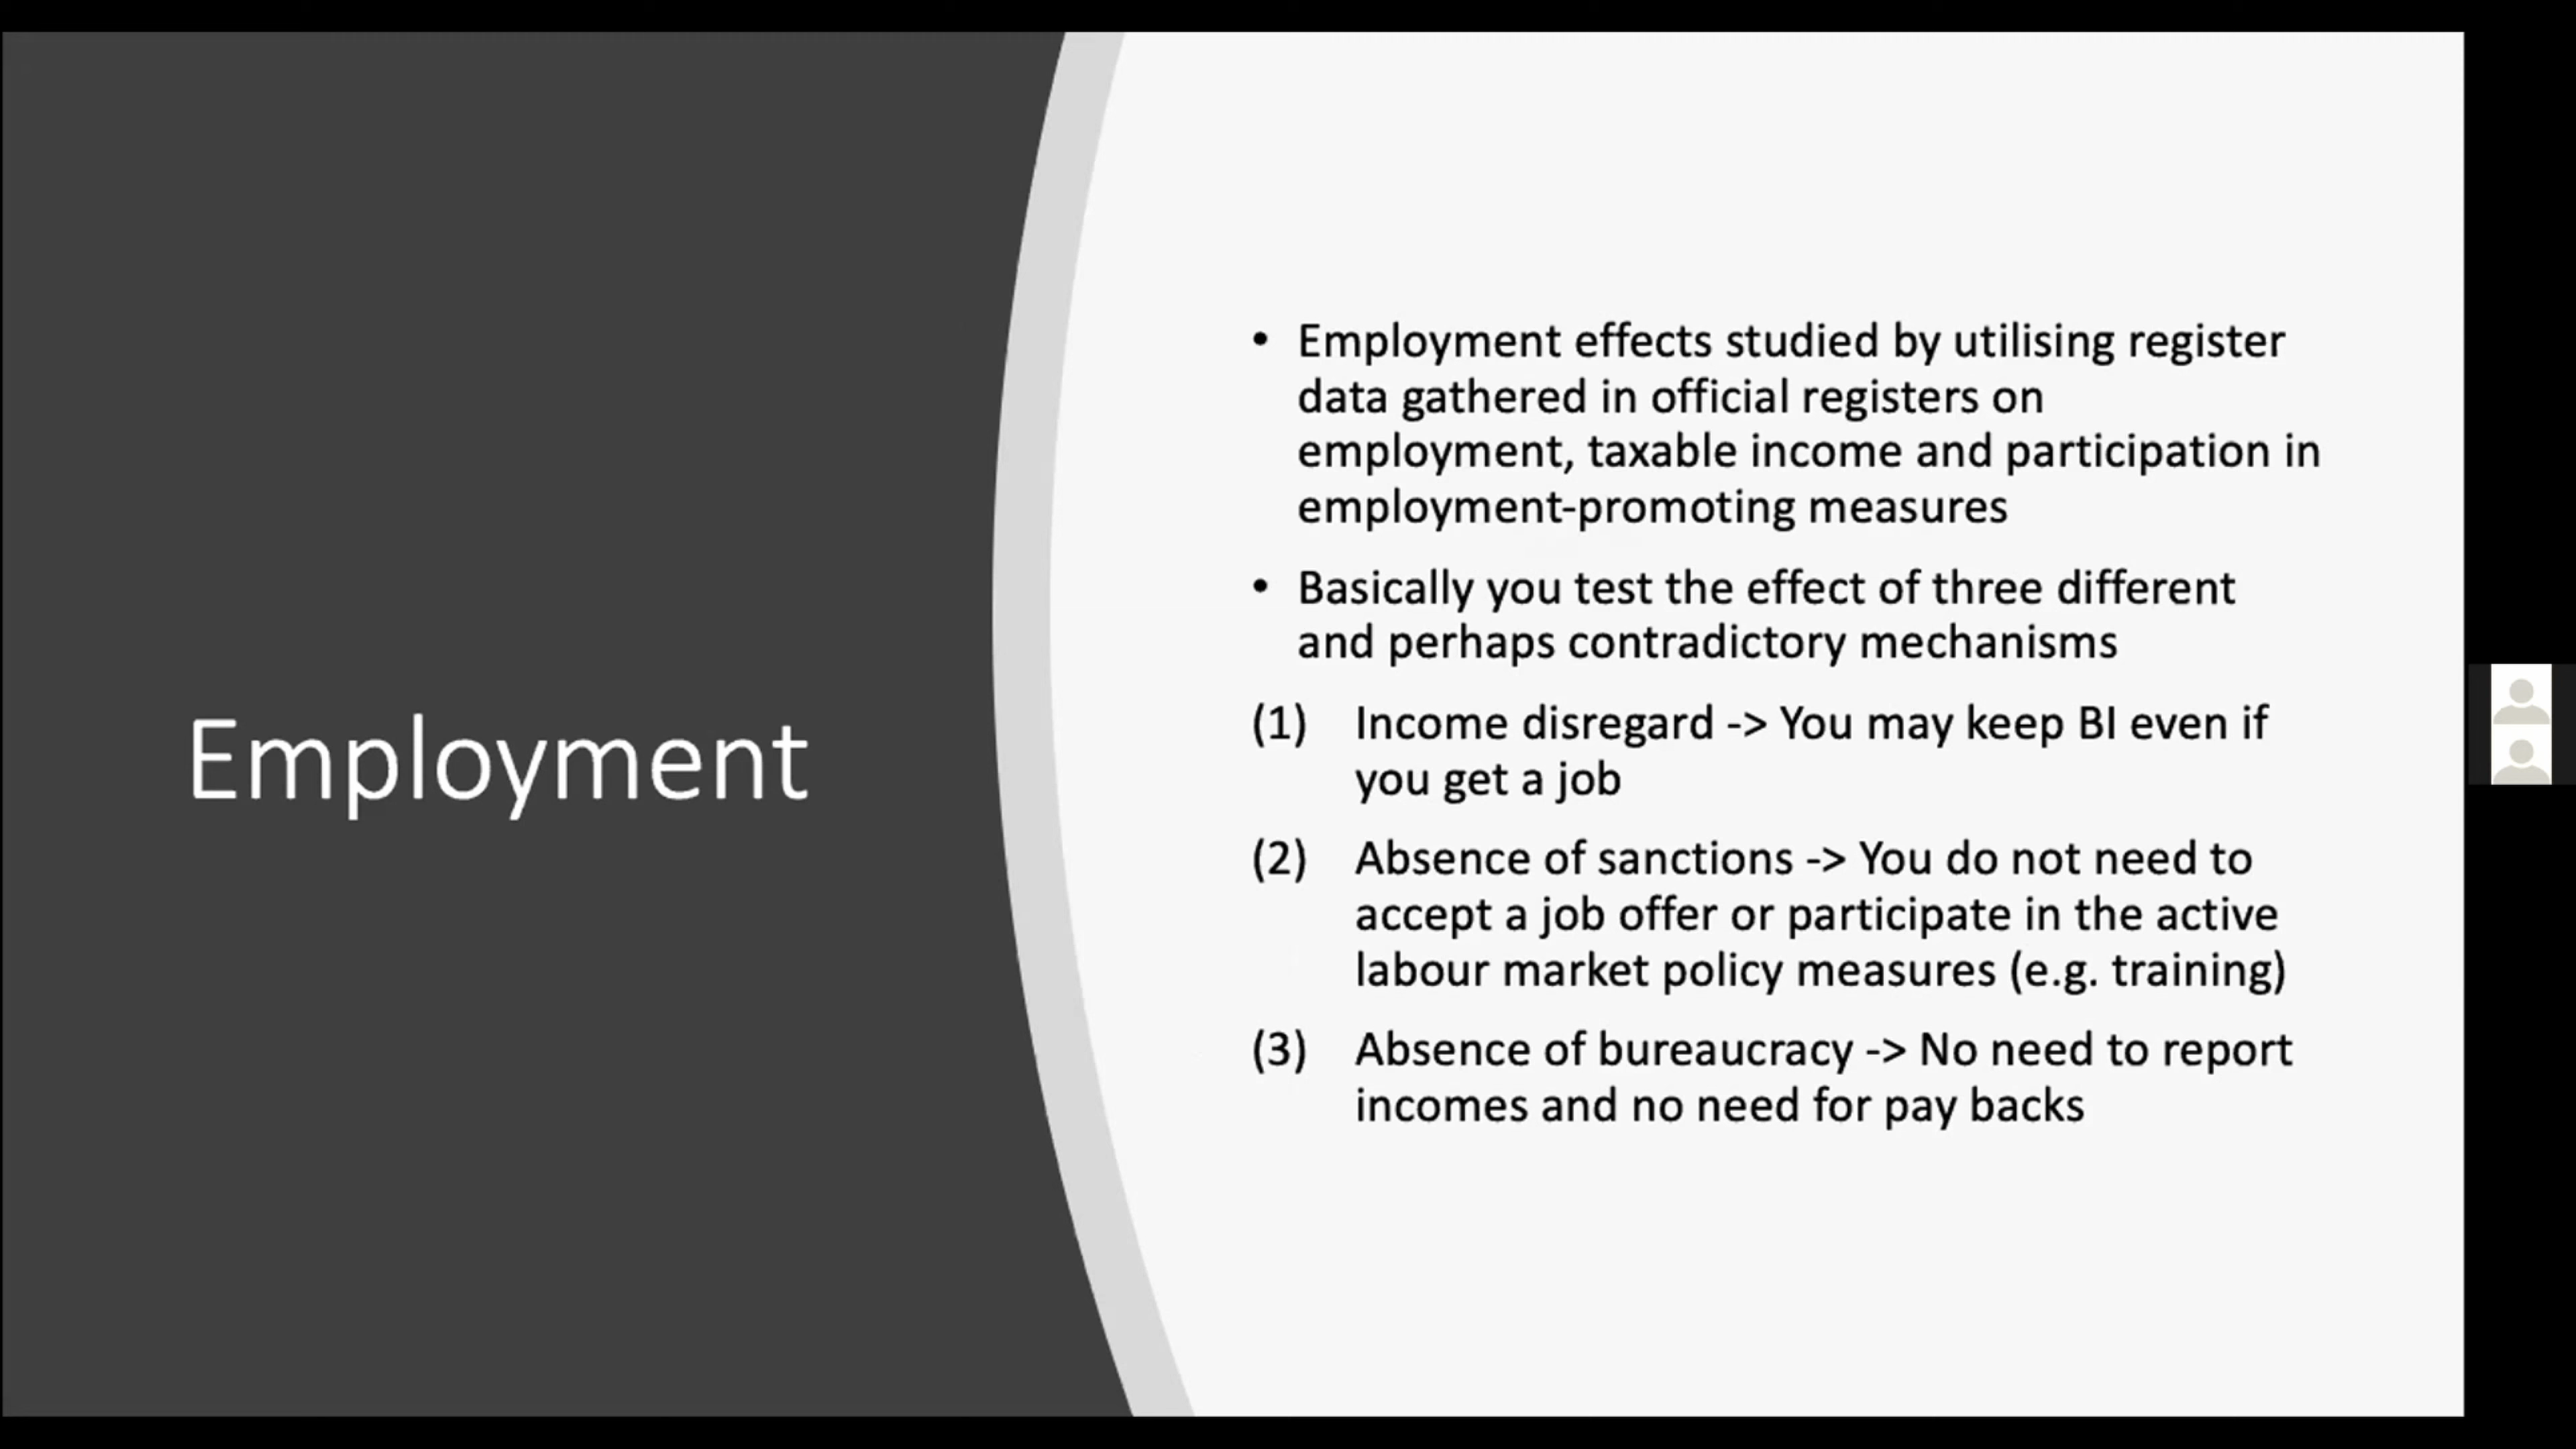 Employment
• Employment effects studied by utilising register
data gathered in official registers on
employment, taxable income and participation in
employment-promoting measures
• Basically you test the effect of three different
and perhaps contradictory mechanisms
(1) Income disregard -> You may keep BI even if
you get a job
(2) Absence of sanctions -> You do not need to
accept a job offer or participate in the active
labour market policy measures (e.g. training)
(3) Absence of bureaucracy -> No need to report
incomes and no need for pay backs